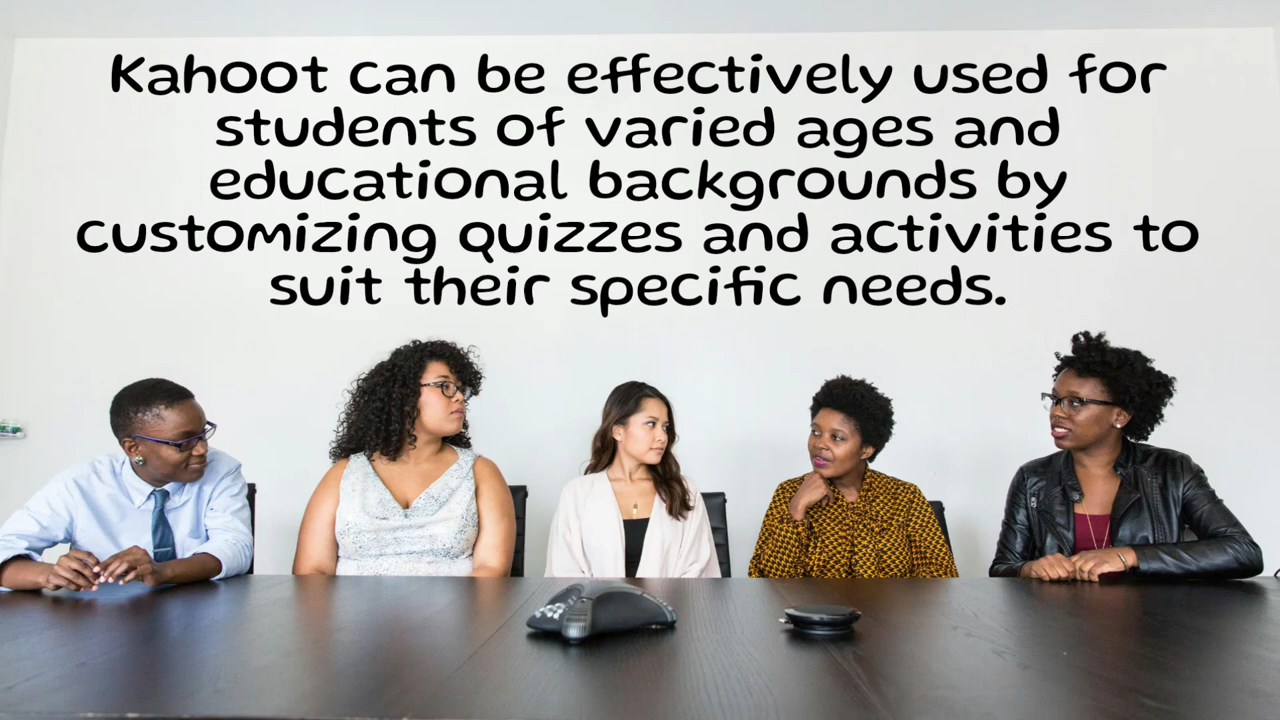 Kahoot can be effectively used for
students of varied ages and
educational backgrounds by
customizing quizzes and activities to
suit their specific needs.